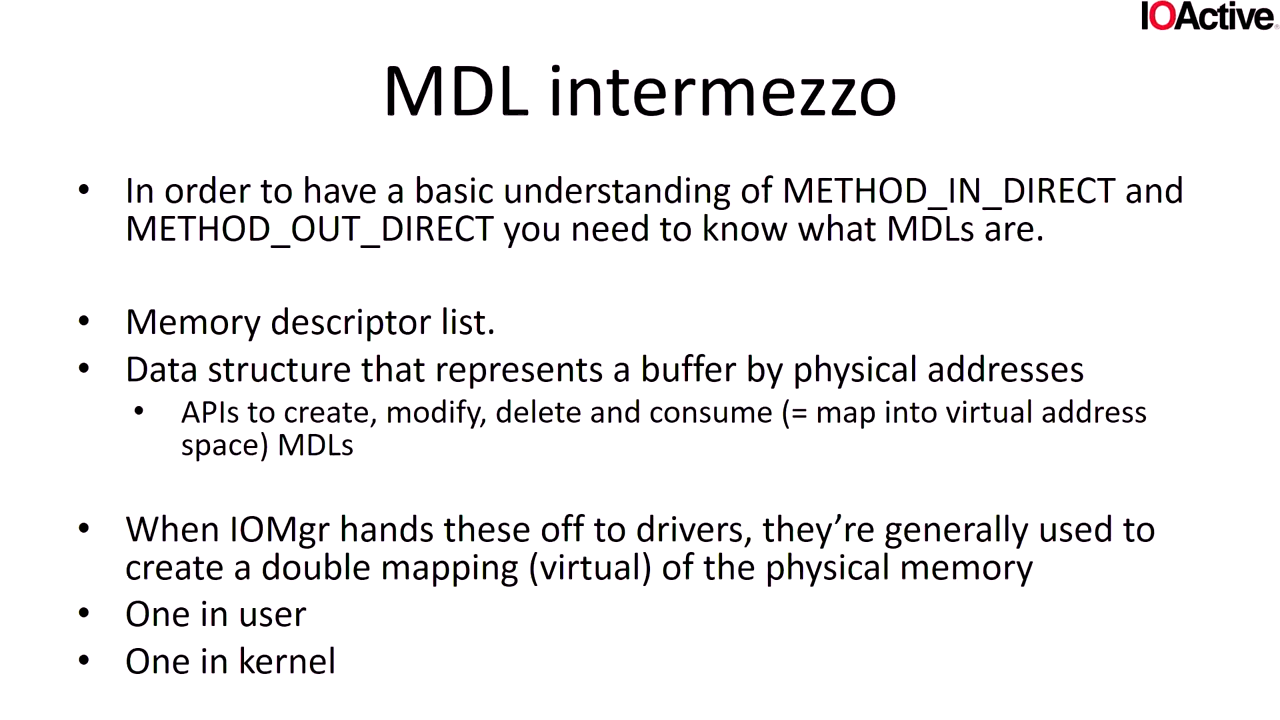 IOActive
MDL intermezzo
• In order to have a basic understanding of METHOD_IN_DIRECT and
METHOD_OUT_DIRECT you need to know what MDLs are.
• Memory descriptor list.
• Data structure that represents a buffer by physical addresses
• APIs to create, modify, delete and consume (= map into virtual address
space) MDLs
• When IOMgr hands these off to drivers, they’re generally used to
create a double mapping (virtual) of the physical memory
• One in user
• One in kernel